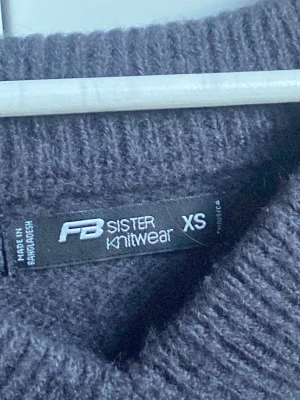 MADE IN
BANGLADESH
FB SISTER
Knitwear
XS